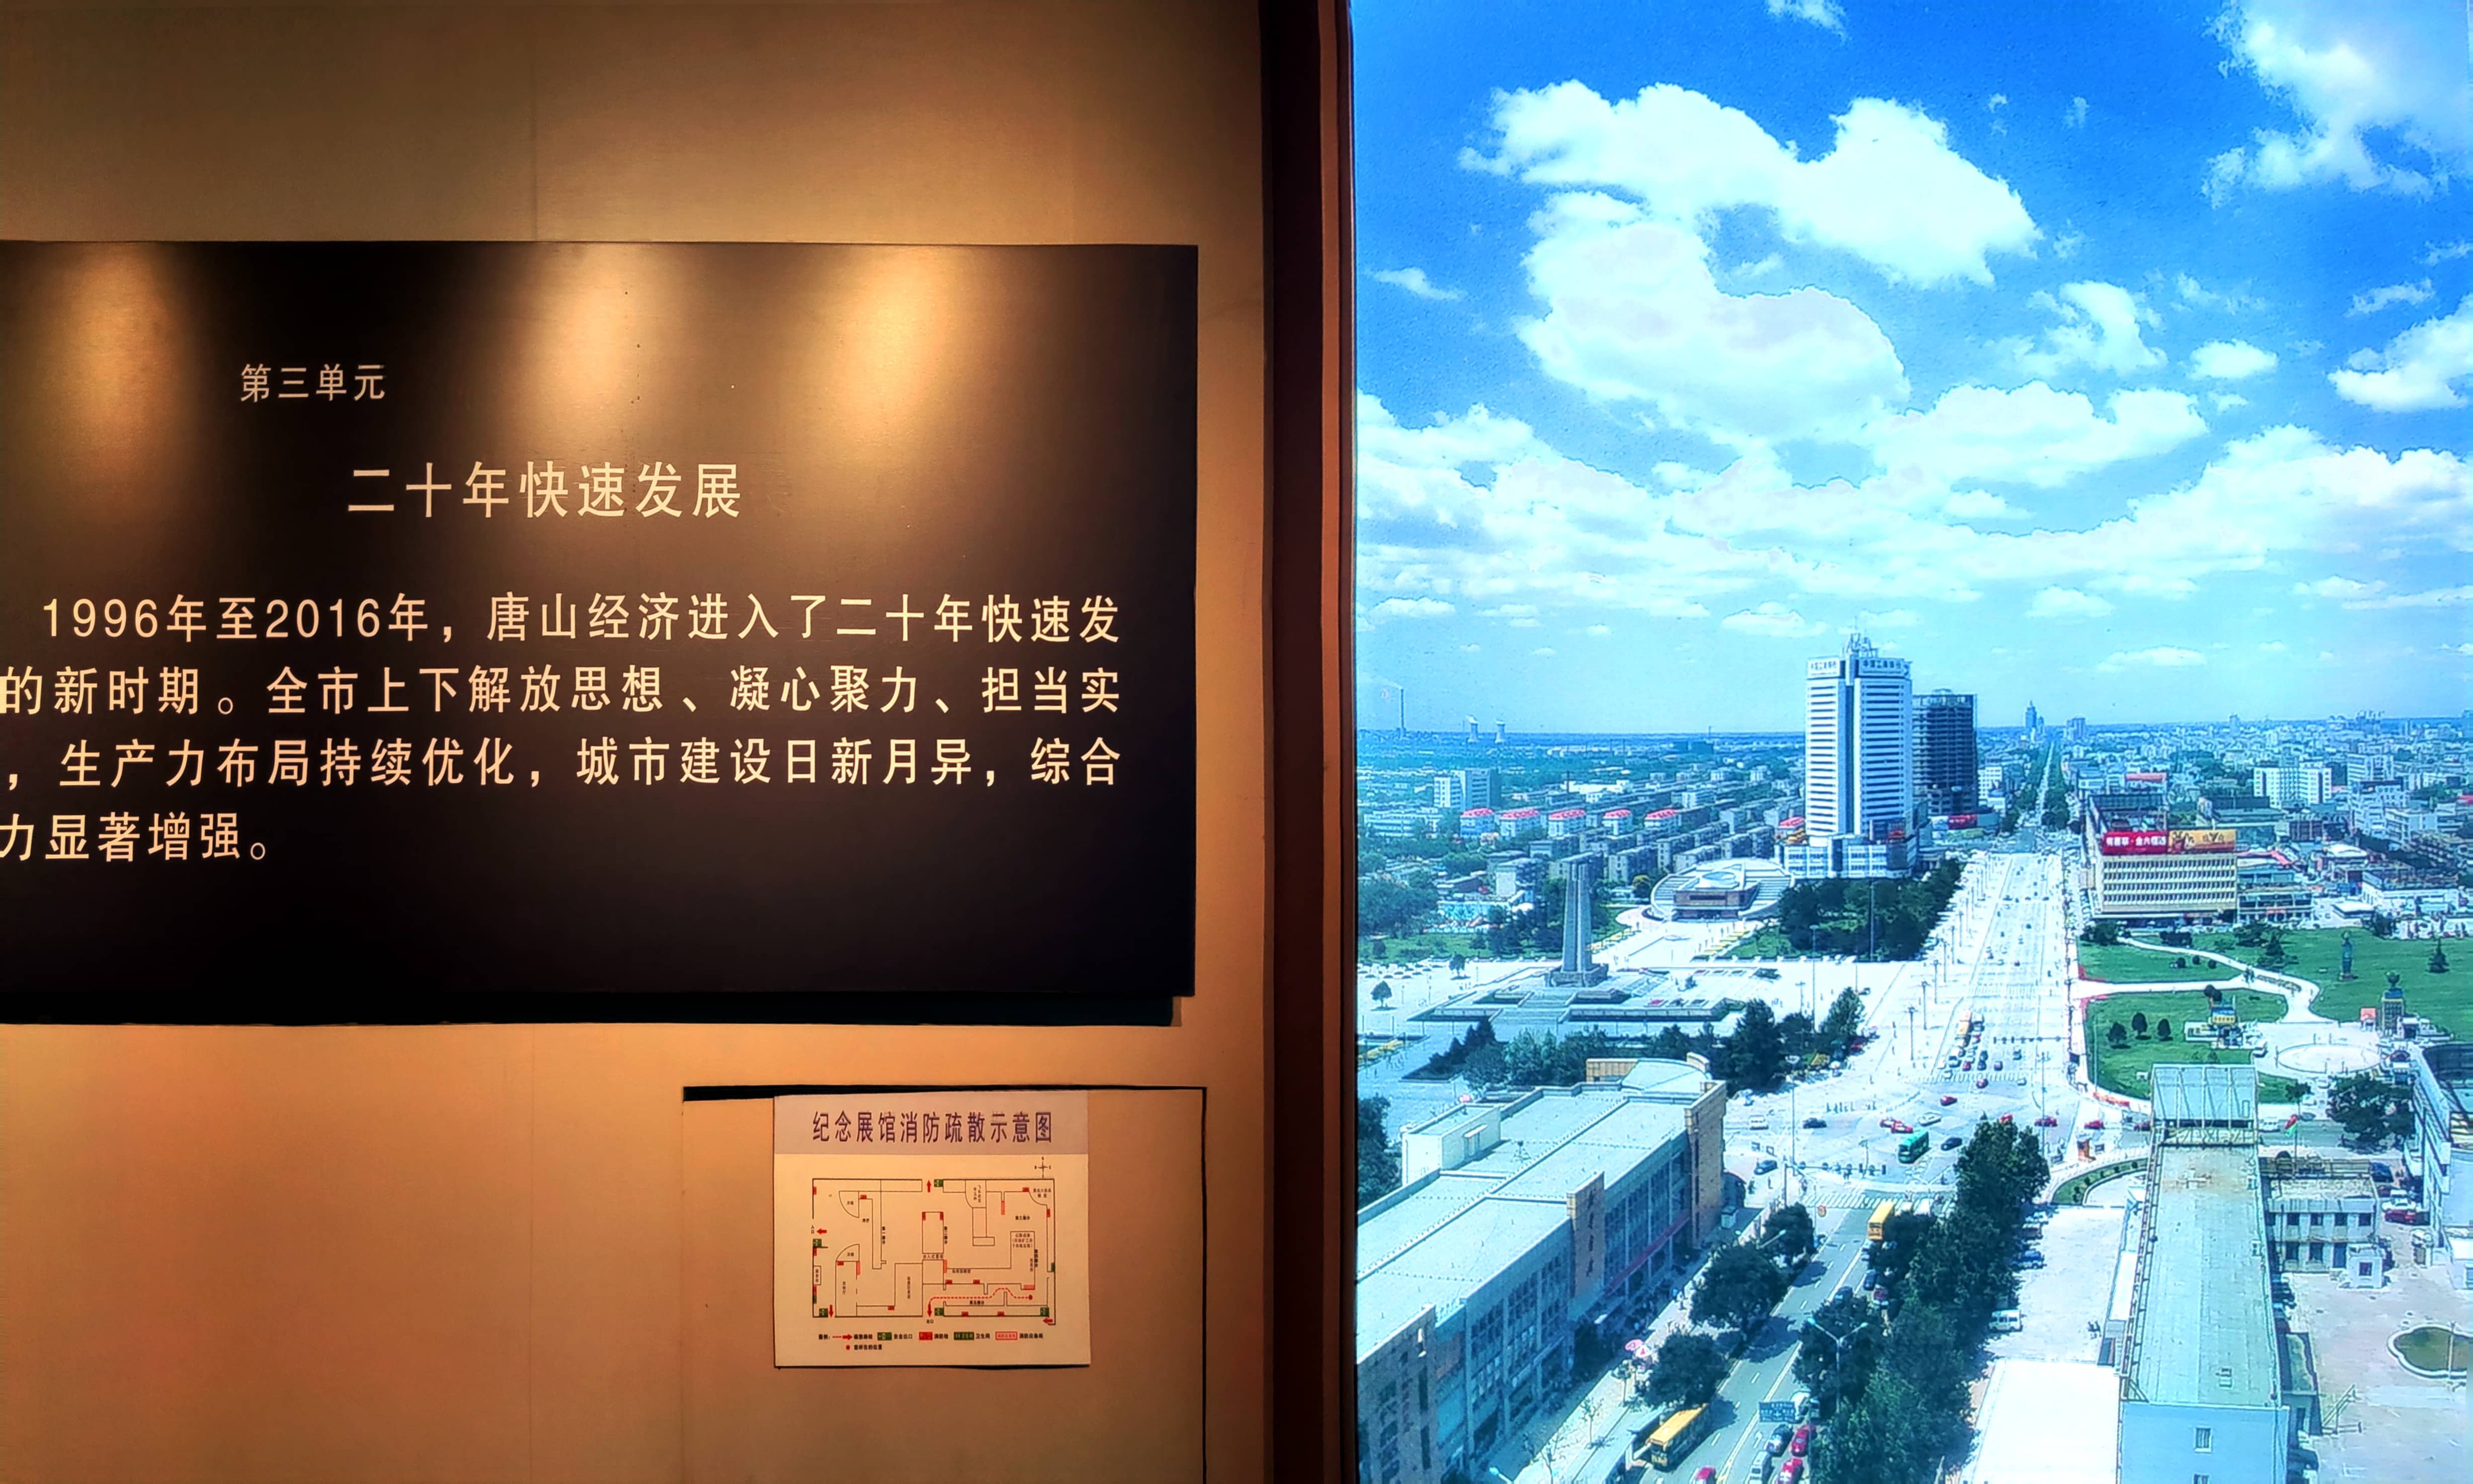 第三单元
二十年快速发展
1996年至2016年，唐山经济进入了二十年快速发
的新时期。全市上下解放思想、凝心聚力、担当实
，生产力布局持续优化，城市建设日新月异，综合
力显著增强。
纪念展馆消防疏散示意图